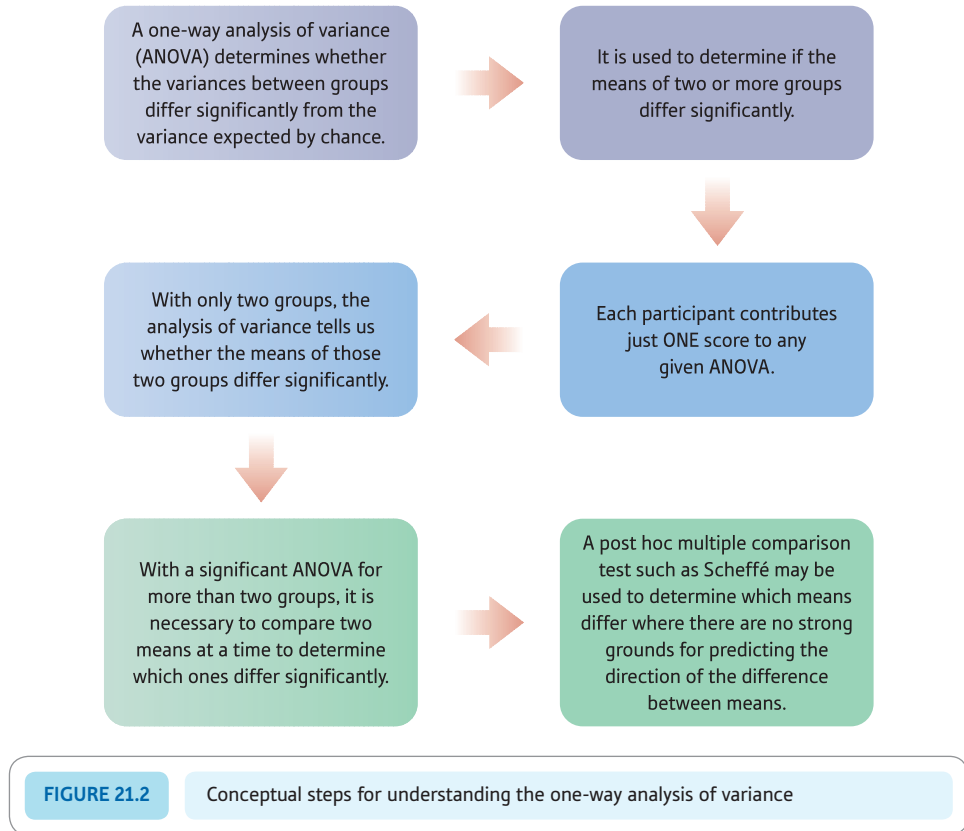 A one-way analysis of variance
(ANOVA) determines whether
the variances between groups
differ significantly from the
variance expected by chance.
It is used to determine if the
means of two or more groups
differ significantly.
Each participant contributes
just ONE score to any
given ANOVA.
With only two groups, the
analysis of variance tells us
whether the means of those
two groups differ significantly.
With a significant ANOVA for
more than two groups, it is
necessary to compare two
means at a time to determine
which ones differ significantly.
A post hoc multiple comparison
test such as Scheffé may be
used to determine which means
differ where there are no strong
grounds for predicting the
direction of the difference
between means.
FIGURE 21.2 Conceptual steps for understanding the one-way analysis of variance